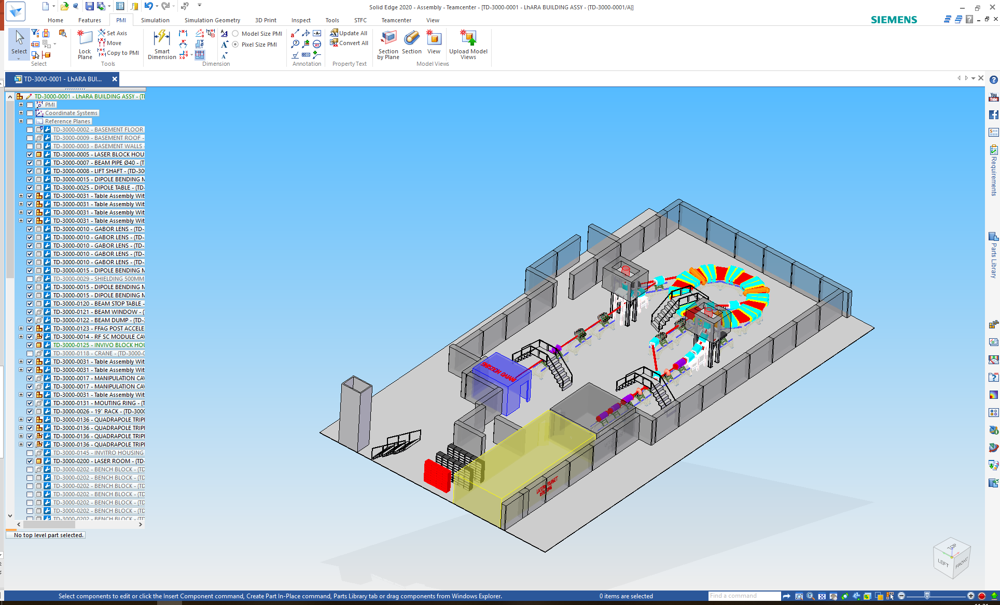 Solid Edge 2020 - Assembly - Teamcenter - [TD-3000-0001 - LhARA BUILDING ASSY - {TD-3000-0001/A}]
Home Features PMI Simulation Simulation Geometry 3D Print Inspect Tools STFC Teamcenter View
SIEMENS
Select
Select
Lock Plane
Set Axis
Move
Copy to PMI
Tools
Smart Dimension
Model Size PMI
Pixel Size PMI
Dimension
Annotation
Update All
Convert All
Property Text
Section by Plane
Section
View
Model Views
Upload Model Views
TD-3000-0001 - LhARA BUI...
TD-3000-0001 - LhARA BUILDING ASSY - {T
PMI
Coordinate Systems
Reference Planes
TD-3000-0002 - BASEMENT FLOOR
TD-3000-0009 - BASEMENT ROOF -
TD-3000-0003 - BASEMENT WALLS -
TD-3000-0005 - LASER BLOCK HOU
TD-3000-0007 - BEAM PIPE Ø40 - {T
TD-3000-0008 - LIFT SHAFT - {TD-30
TD-3000-0015 - DIPOLE BENDING M
TD-3000-0025 - DIPOLE TABLE - {TD-
TD-3000-0031 - Table Assembly Wit
TD-3000-0031 - Table Assembly Wit
TD-3000-0031 - Table Assembly Wit
TD-3000-0031 - Table Assembly Wit
TD-3000-0010 - GABOR LENS - {TD-
TD-3000-0010 - GABOR LENS - {TD-
TD-3000-0010 - GABOR LENS - {TD-
TD-3000-0010 - GABOR LENS - {TD-
TD-3000-0010 - GABOR LENS - {TD-
TD-3000-0015 - DIPOLE BENDING M
TD-3000-0029 - SHIELDING 500MM
TD-3000-0015 - DIPOLE BENDING M
TD-3000-0015 - DIPOLE BENDING M
TD-3000-0120 - BEAM STOP TABLE -
TD-3000-0121 - BEAM WINDOW - {
TD-3000-0122 - BEAM DUMP - {TD-
TD-3000-0123 - FFAG POST ACCELE
TD-3000-0014 - RF SC MODULE CAV
TD-3000-0125 - INVIVO BLOCK HOU
TD-3000-0118 - CRANE - {TD-3000-0
TD-3000-0031 - Table Assembly Wit
TD-3000-0031 - Table Assembly Wit
TD-3000-0017 - MANIPULATION CAV
TD-3000-0017 - MANIPULATION CAV
TD-3000-0031 - Table Assembly Wit
TD-3000-0131 - MOUTING RING - {T
TD-3000-0026 - 19" RACK - {TD-3000
TD-3000-0136 - QUADRAPOLE TRIPI
TD-3000-0136 - QUADRAPOLE TRIPI
TD-3000-0136 - QUADRAPOLE TRIPI
TD-3000-0136 - QUADRAPOLE TRIPI
TD-3000-0145 - INVITRO HOUSING
TD-3000-0200 - LASER ROOM - {TD-
TD-3000-0202 - BENCH BLOCK - {TD
TD-3000-0202 - BENCH BLOCK - {TD
TD-3000-0202 - BENCH BLOCK - {TD
TD-3000-0202 - BENCH BLOCK - {TD
TD-3000-0202 - BENCH BLOCK - {TD
TD-3000-0202 - BENCH BLOCK - {TD
TD-3000-0202 - BENCH BLOCK - {TD
No top level part selected.
You Tube
Requirements
Parts Library
TOP
LEFT
FRONT
Select components to edit or click the Insert Component command, Create Part In-Place command, Parts Library tab or drag components from Windows Explorer.
0 items are selected
Find a command